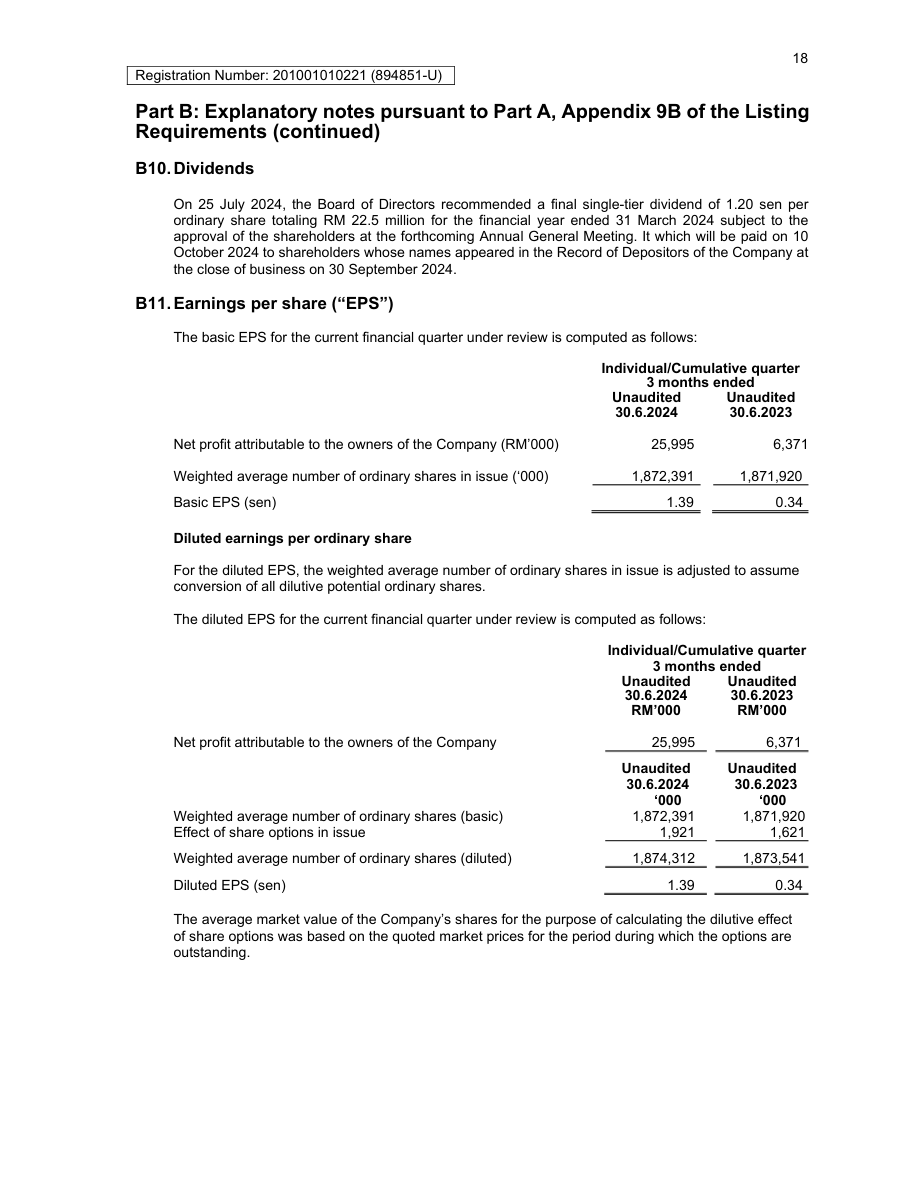 18
Registration Number: 201001010221 (894851-U)
Part B: Explanatory notes pursuant to Part A, Appendix 9B of the Listing
Requirements (continued)
B10. Dividends
On 25 July 2024, the Board of Directors recommended a final single-tier dividend of 1.20 sen per
ordinary share totaling RM 22.5 million for the financial year ended 31 March 2024 subject to the
approval of the shareholders at the forthcoming Annual General Meeting. It which will be paid on 10
October 2024 to shareholders whose names appeared in the Record of Depositors of the Company at
the close of business on 30 September 2024.
B11. Earnings per share (“EPS”)
The basic EPS for the current financial quarter under review is computed as follows:
Individual/Cumulative quarter
3 months ended
Unaudited Unaudited
30.6.2024 30.6.2023
Net profit attributable to the owners of the Company (RM’000) 25,995 6,371
Weighted average number of ordinary shares in issue (‘000) 1,872,391 1,871,920
Basic EPS (sen) 1.39 0.34
Diluted earnings per ordinary share
For the diluted EPS, the weighted average number of ordinary shares in issue is adjusted to assume
conversion of all dilutive potential ordinary shares.
The diluted EPS for the current financial quarter under review is computed as follows:
Individual/Cumulative quarter
3 months ended
Unaudited Unaudited
30.6.2024 30.6.2023
RM’000 RM’000
Net profit attributable to the owners of the Company 25,995 6,371
Unaudited Unaudited
30.6.2024 30.6.2023
‘000 ‘000
Weighted average number of ordinary shares (basic) 1,872,391 1,871,920
Effect of share options in issue 1,921 1,621
Weighted average number of ordinary shares (diluted) 1,874,312 1,873,541
Diluted EPS (sen) 1.39 0.34
The average market value of the Company’s shares for the purpose of calculating the dilutive effect
of share options was based on the quoted market prices for the period during which the options are
outstanding.